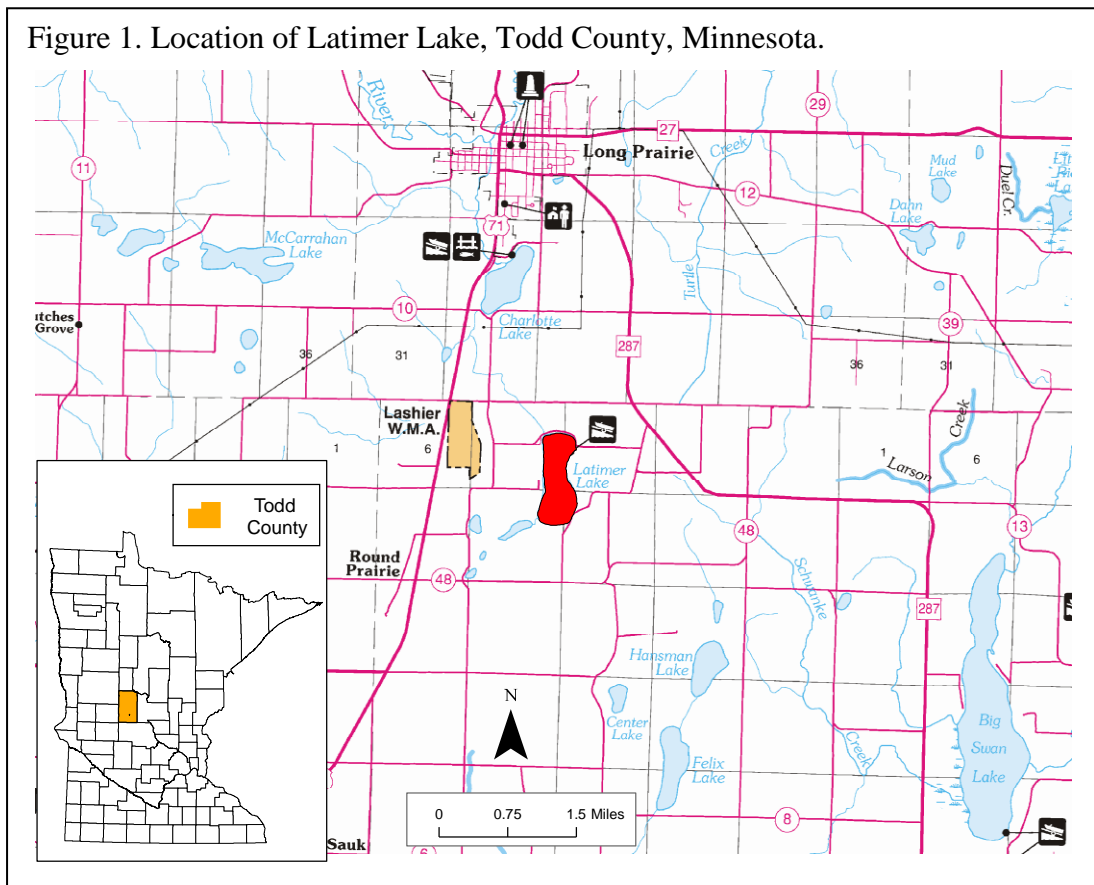 Figure 1. Location of Latimer Lake, Todd County, Minnesota.
River
29
27
Long Prairie
Creek
11
Mud
Lake
Duel Cr.
12
Dahn
Lake
71
McCarrahan
Lake
Turtle
10
utches
Grove
Charlotte
Lake
39
287
36
31
36
31
Lashier
W.M.A.
1
6
Latimer
Lake
1
Larson
Creek
6
Todd
County
13
48
Round
Prairie
48
Schwanke
287
Hansman
Lake
N
Center
Lake
Big
Swan
Lake
Creek
Felix
Lake
0
0.75
1.5 Miles
8
Sauk